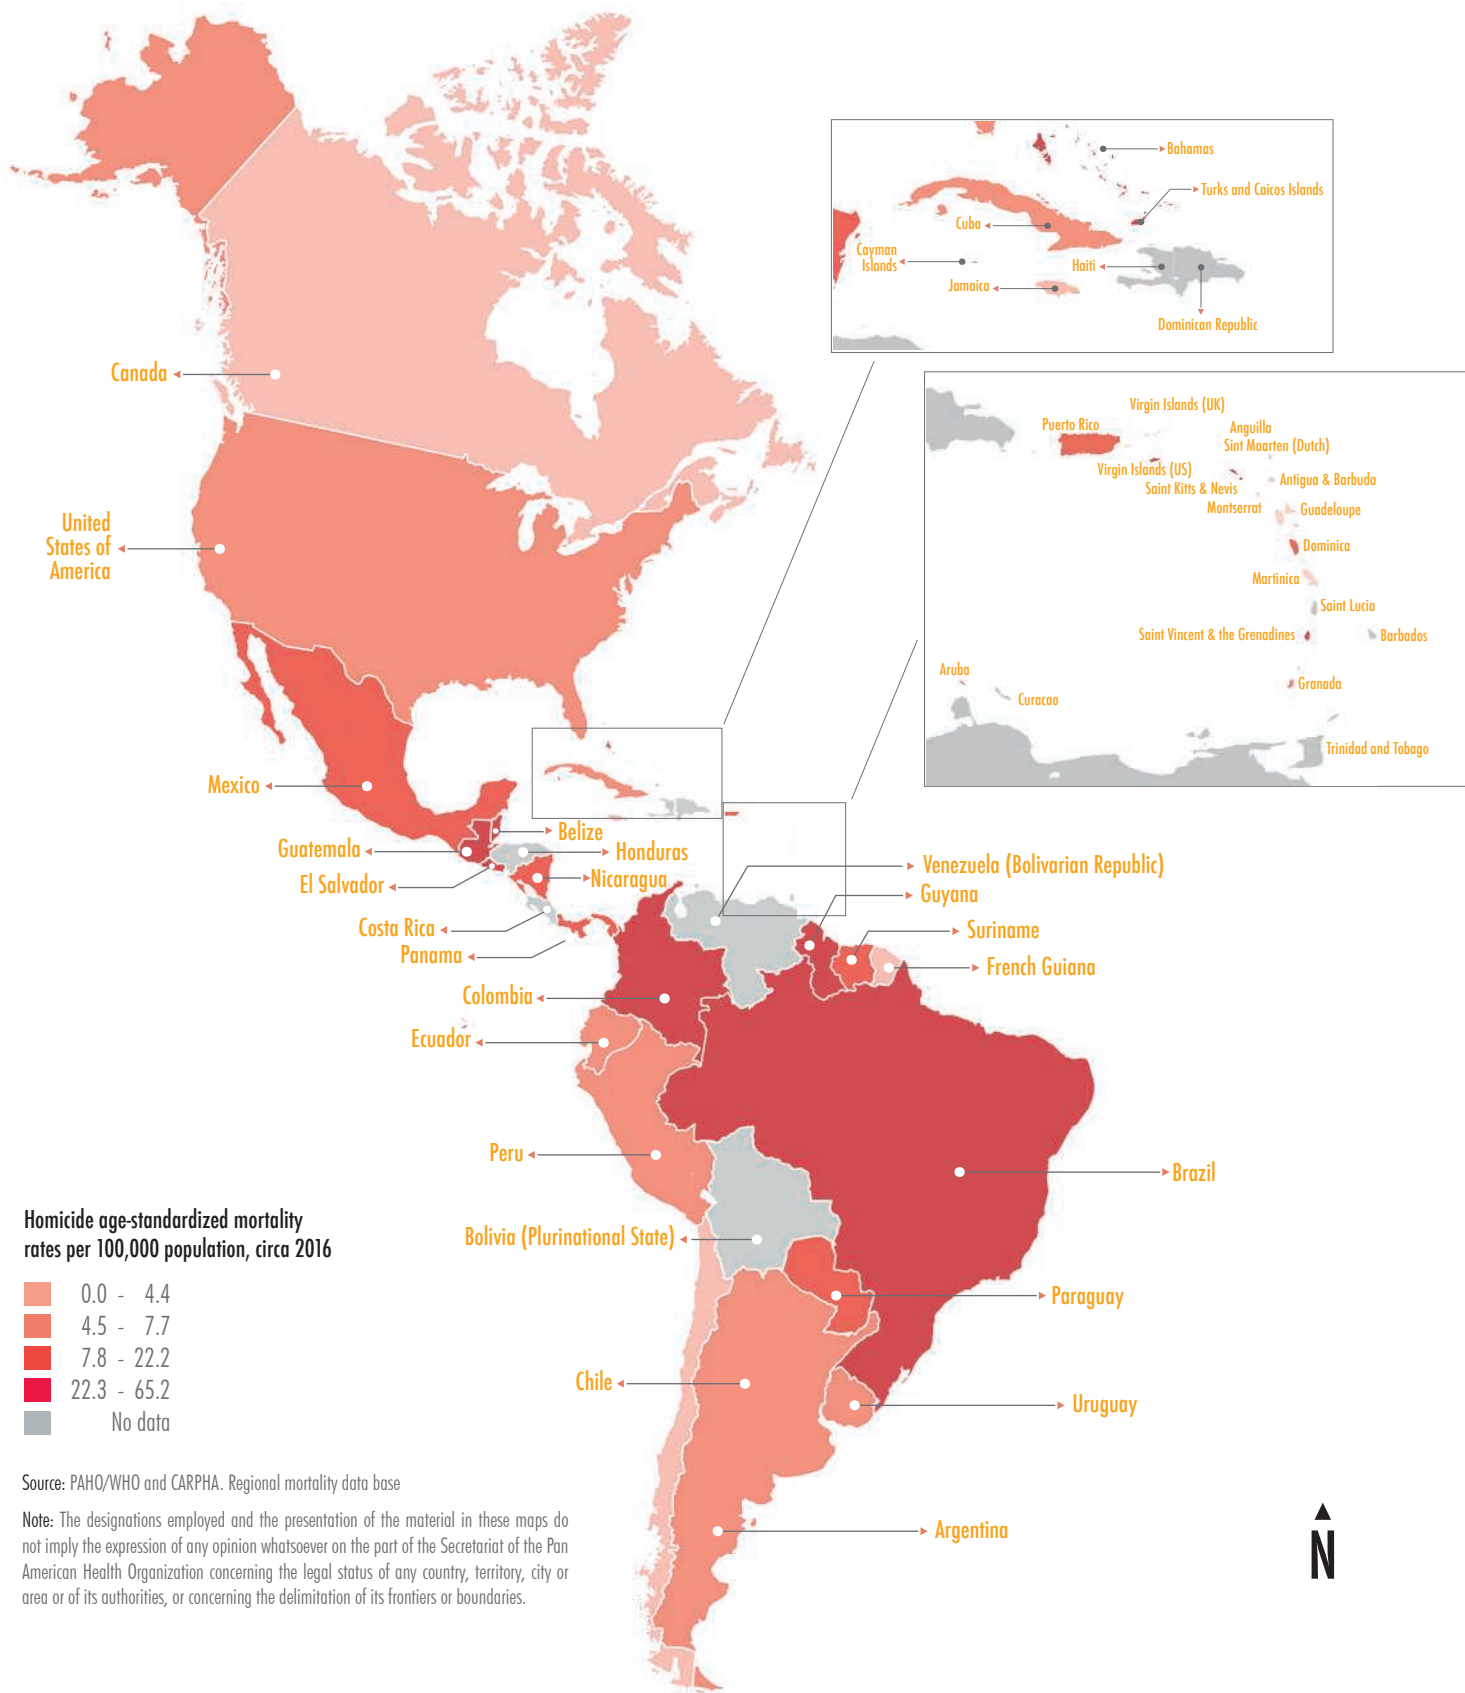 Bahamas
Turks and Caicos Islands
Cuba
Cayman
Islands
Haiti
Jamaica
Dominican Republic
Canada
Virgin Islands (UK)
Puerto Rico
Anguilla
Sint Maarten (Dutch)
Virgin Islands (US)
Antigua & Barbuda
Saint Kitts & Nevis
Montserrat
Guadeloupe
Dominica
Martinica
Saint Lucia
Saint Vincent & the Grenadines
Barbados
Aruba
Granada
Curacao
Trinidad and Tobago
United
States of
America
Mexico
Belize
Guatemala
Honduras
El Salvador
Nicaragua
Venezuela (Bolivarian Republic)
Guyana
Costa Rica
Suriname
Panama
French Guiana
Colombia
Ecuador
Peru
Brazil
Bolivia (Plurinational State)
Paraguay
Chile
Uruguay
Argentina
Homicide age-standardized mortality
rates per 100,000 population, circa 2016
0.0 - 4.4
4.5 - 7.7
7.8 - 22.2
22.3 - 65.2
No data
Source: PAHO/WHO and CARPHA. Regional mortality data base
Note: The designations employed and the presentation of the material in these maps do
not imply the expression of any opinion whatsoever on the part of the Secretariat of the Pan
American Health Organization concerning the legal status of any country, territory, city or
area or of its authorities, or concerning the delimitation of its frontiers or boundaries.
N